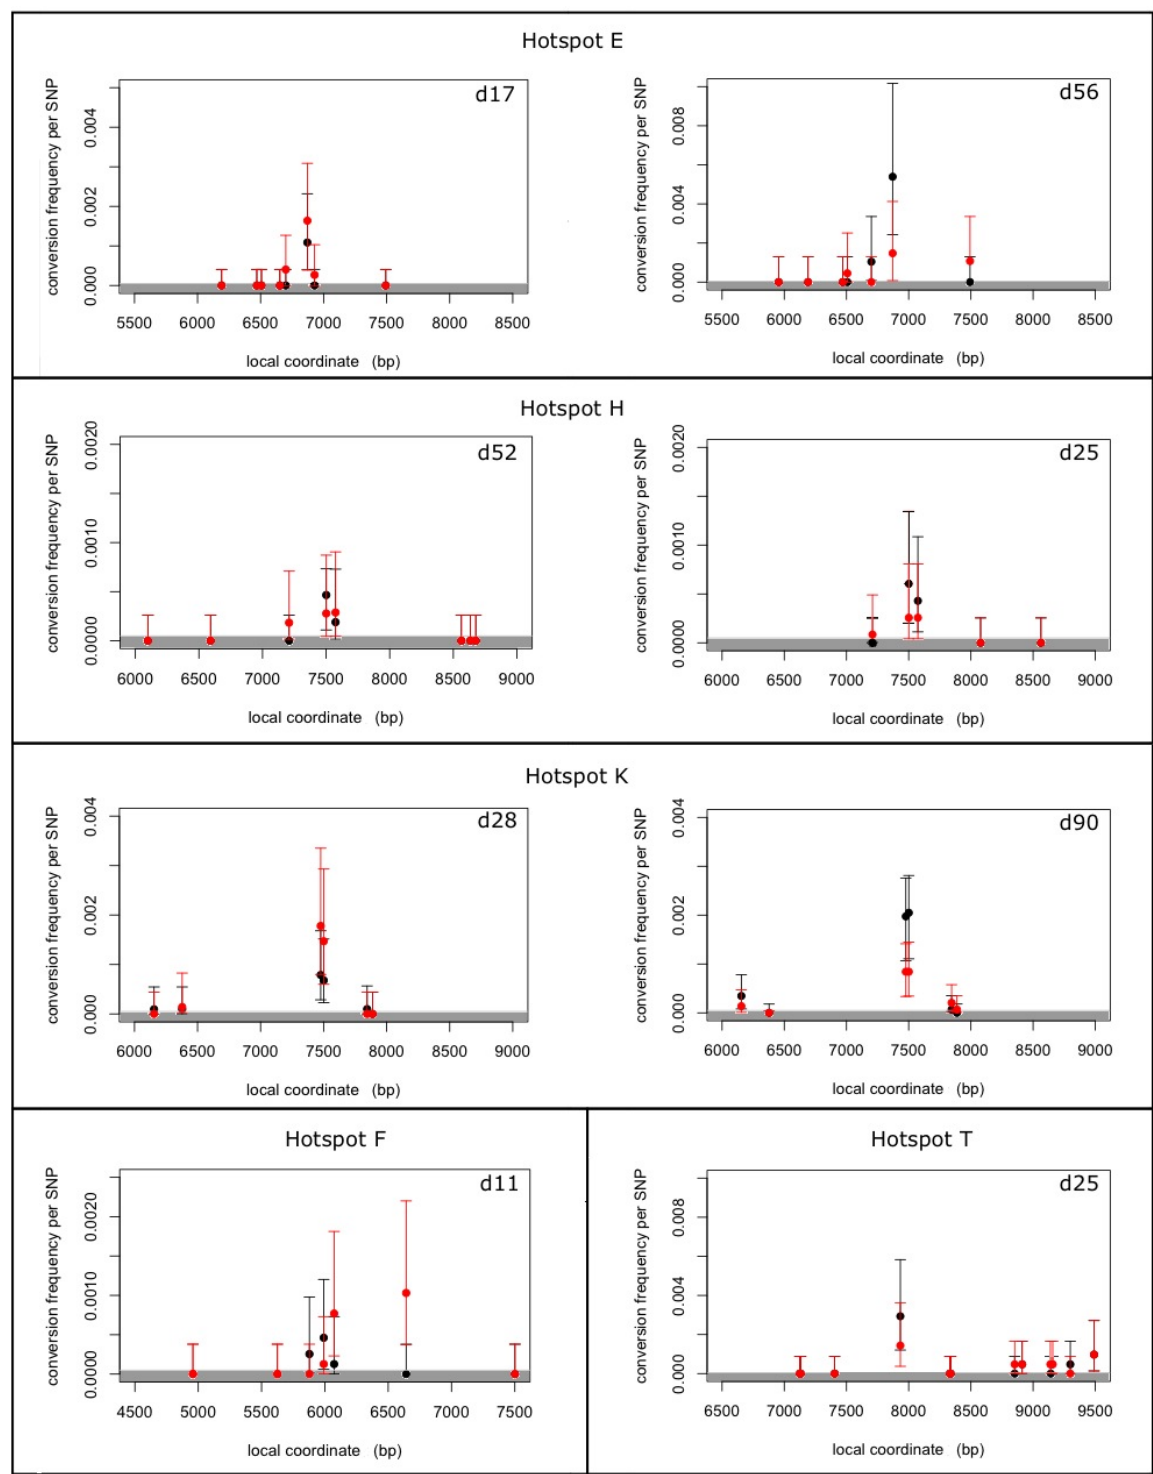 Hotspot E
conversion frequency per SNP
0.004
0.002
0.000
d17
5500 6000 6500 7000 7500 8000 8500
local coordinate (bp)
conversion frequency per SNP
0.008
0.004
0.000
d56
5500 6000 6500 7000 7500 8000 8500
local coordinate (bp)
Hotspot H
conversion frequency per SNP
0.0020
0.0010
0.0000
d52
6000 6500 7000 7500 8000 8500 9000
local coordinate (bp)
conversion frequency per SNP
0.0020
0.0010
0.0000
d25
6000 6500 7000 7500 8000 8500 9000
local coordinate (bp)
Hotspot K
conversion frequency per SNP
0.004
0.002
0.000
d28
6000 6500 7000 7500 8000 8500 9000
local coordinate (bp)
conversion frequency per SNP
0.004
0.002
0.000
d90
6000 6500 7000 7500 8000 8500 9000
local coordinate (bp)
Hotspot F
conversion frequency per SNP
0.0020
0.0010
0.0000
d11
4500 5000 5500 6000 6500 7000 7500
local coordinate (bp)
Hotspot T
conversion frequency per SNP
0.008
0.004
0.000
d25
6500 7000 7500 8000 8500 9000 9500
local coordinate (bp)